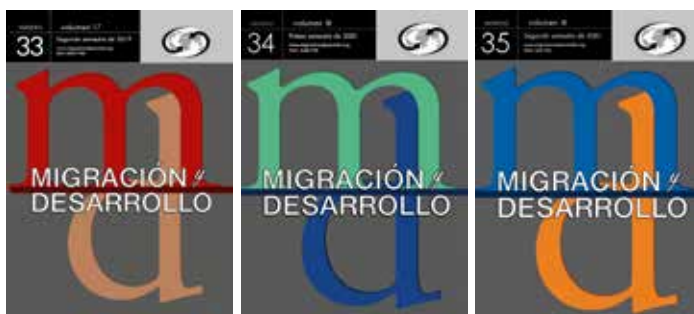 33
volumen 17
Segundo semestre de 2019
m
d
MIGRACIÓN y
DESARROLLO
34
volumen 18
Primer semestre de 2020
m
d
MIGRACIÓN y
DESARROLLO
35
volumen 18
Segundo semestre de 2020
m
d
MIGRACIÓN y
DESARROLLO